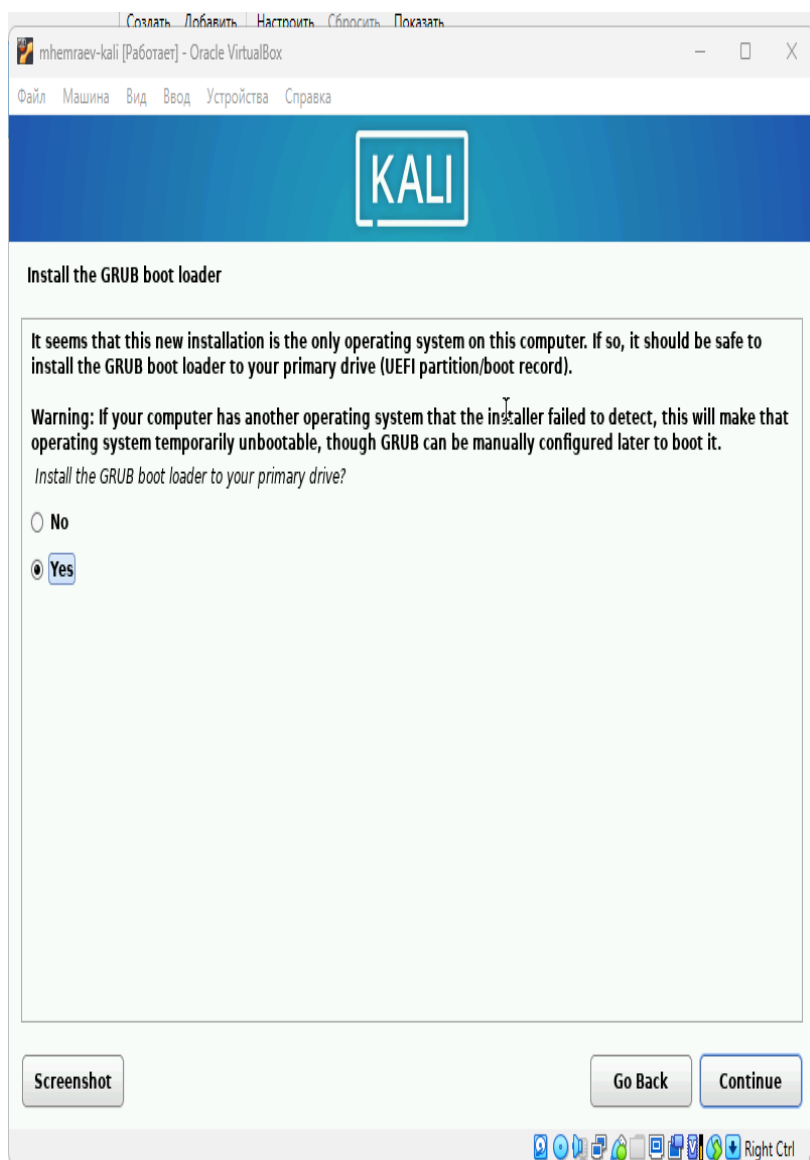 Создать Добавить Настроить Сбросить Показать
mhemraev-kali [Работает] - Oracle VirtualBox
Файл Машина Вид Ввод Устройства Справка
KALI
Install the GRUB boot loader
It seems that this new installation is the only operating system on this computer. If so, it should be safe to
install the GRUB boot loader to your primary drive (UEFI partition/boot record).
Warning: If your computer has another operating system that the installer failed to detect, this will make that
operating system temporarily unbootable, though GRUB can be manually configured later to boot it.
Install the GRUB boot loader to your primary drive?
No
Yes
Screenshot Go Back Continue
Right Ctrl